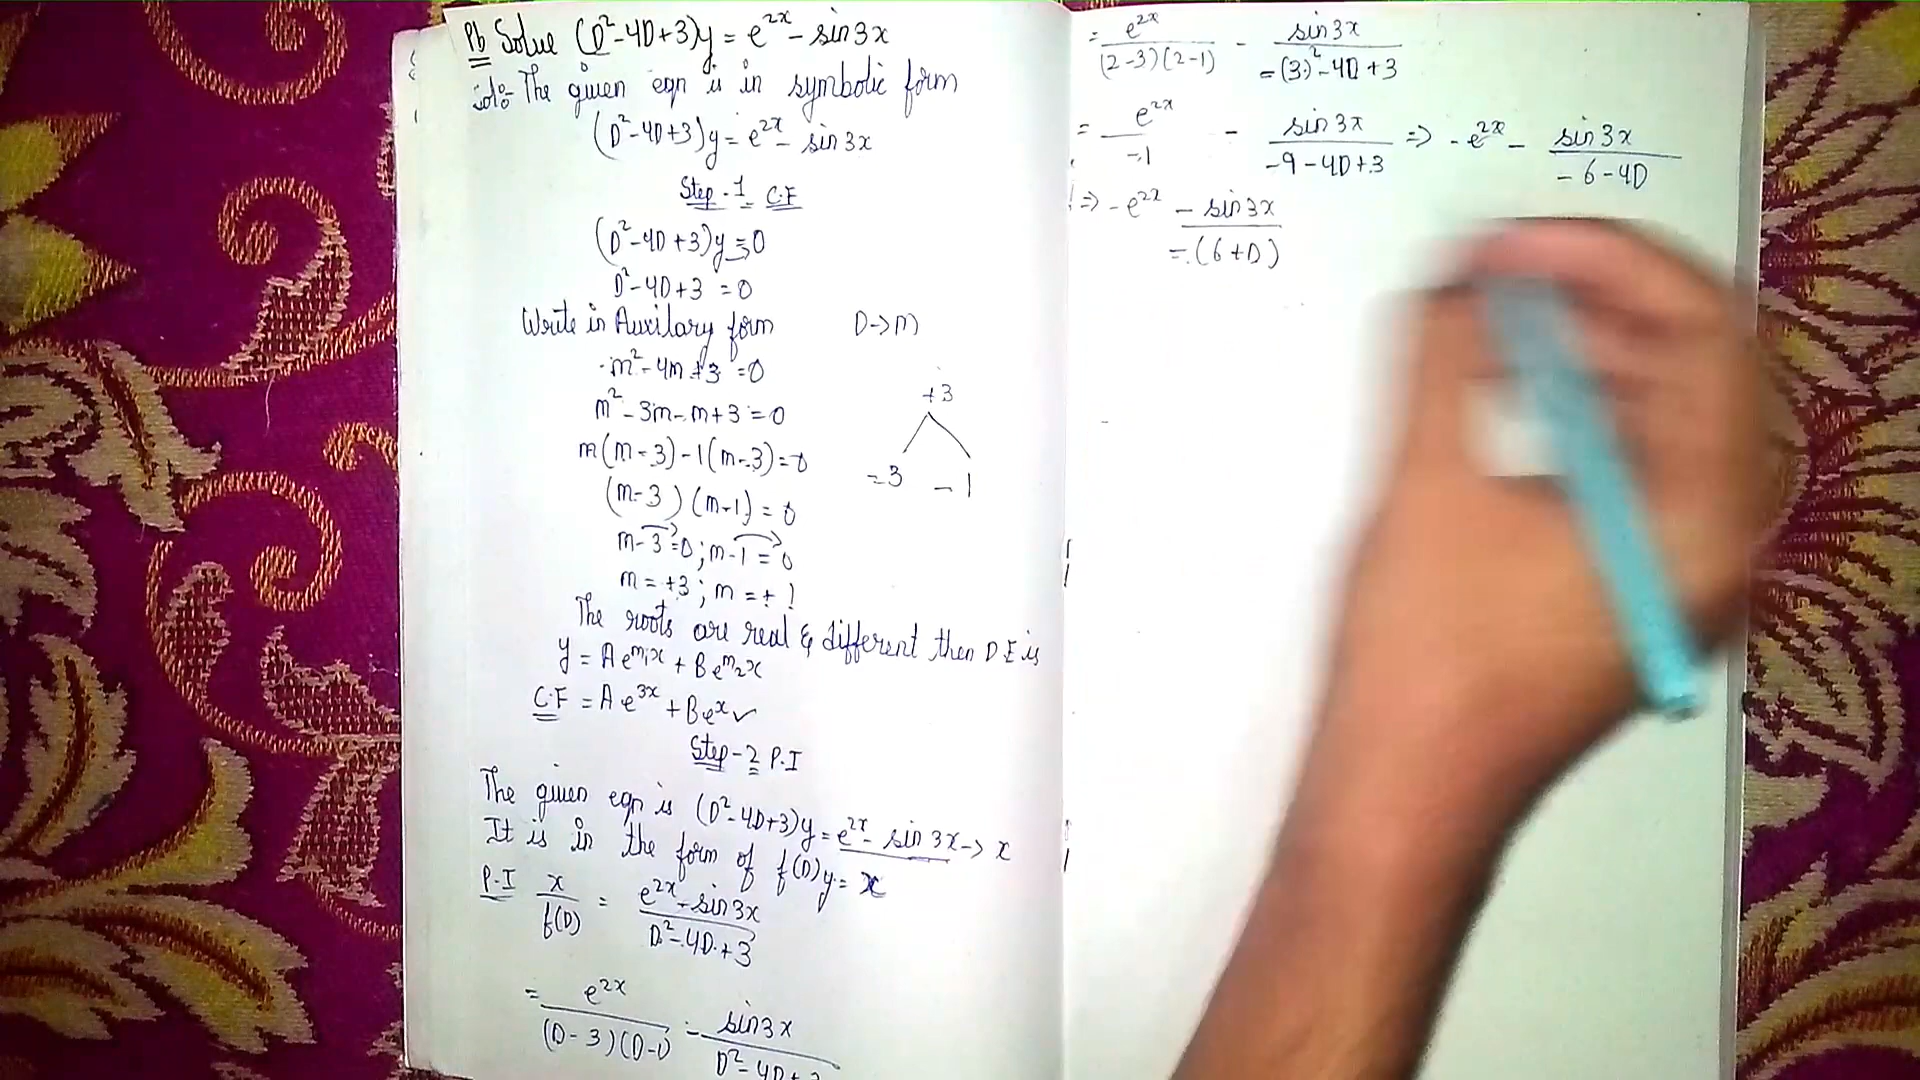 Pb Solve (D²-4D+3)y = e^2x - sin3x
sol:- The given eqn is in symbolic form
(D²-4D+3)y = e^2x - sin3x
Step-1 C.F
(D²-4D+3)y = 0
D²-4D+3 = 0
Write in Auxilary form D->m
m²-4m+3 = 0
m²-3m-m+3 = 0
+3
m(m-3)-1(m-3)=0
-3 -1
(m-3)(m-1) = 0
m-3=0; m-1=0
m=+3; m=+1
The roots are real & different then D.E is
y = Ae^m₁x + Be^m₂x
C.F = Ae^3x + Be^x ✓
Step-2 P.I
The given eqn is (D²-4D+3)y = e^2x - sin3x -> x
It is in the form of f(D)y = x
P.I x/f(D) = e^2x - sin3x / D²-4D+3
= e^2x / (D-3)(D-1) - sin3x / D²-4D+3
= e^2x / (2-3)(2-1) - sin3x / -(3)²-4D+3
= e^2x / -1 - sin3x / -9-4D+3 => -e^2x - sin3x / -6-4D
=> -e^2x - sin3x / -(6+D)